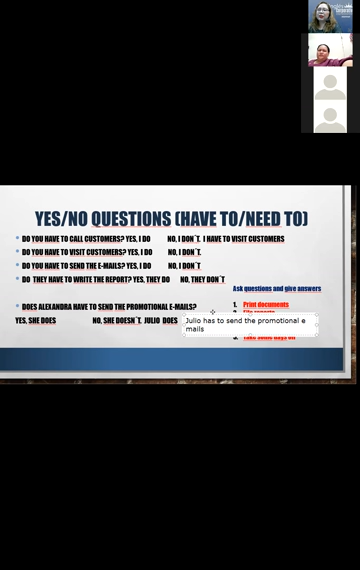 YES/NO QUESTIONS (HAVE TO/NEED TO)
DO YOU HAVE TO CALL CUSTOMERS? YES, I DO NO, I DON`T. I HAVE TO VISIT CUSTOMERS
DO YOU HAVE TO VISIT CUSTOMERS? YES, I DO NO, I DON`T.
DO YOU HAVE TO SEND THE E-MAILS? YES, I DO NO, I DON`T
DO THEY HAVE TO WRITE THE REPORT? YES, THEY DO NO, THEY DON`T
Ask questions and give answers
DOES ALEXANDRA HAVE TO SEND THE PROMOTIONAL E-MAILS?
1. Print documents
YES, SHE DOES NO, SHE DOESN`T. JULIO DOES
Julio has to send the promotional e
mails